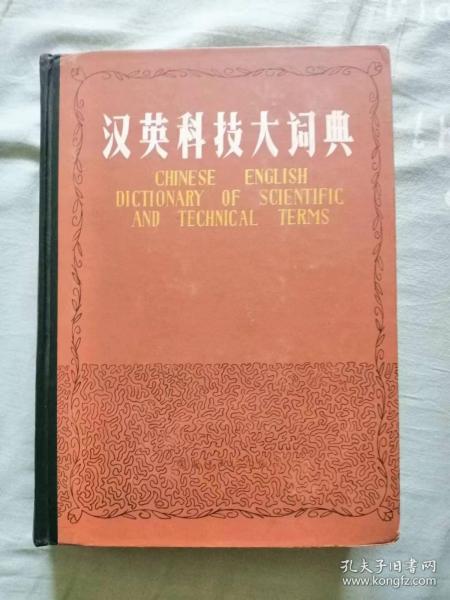 汉英科技大词典
CHINESE ENGLISH
DICTIONARY OF SCIENTIFIC
AND TECHNICAL TERMS
孔夫子旧书网
www.kongfz.com